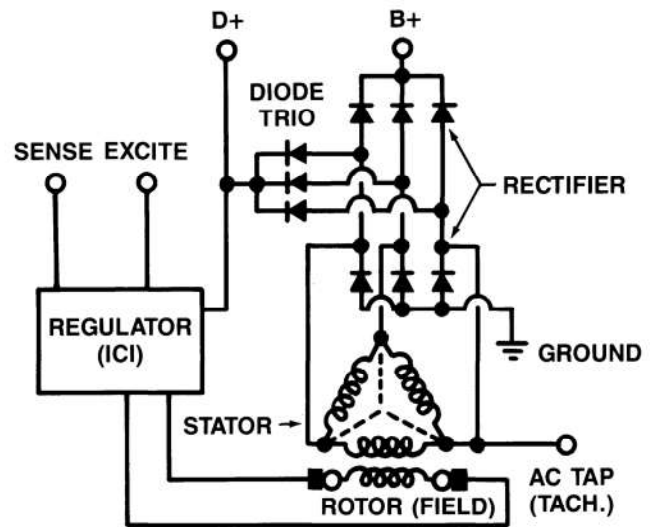 D+
B+
DIODE
TRIO
SENSE EXCITE
RECTIFIER
REGULATOR
(ICI)
GROUND
STATOR
AC TAP
(TACH.)
ROTOR (FIELD)